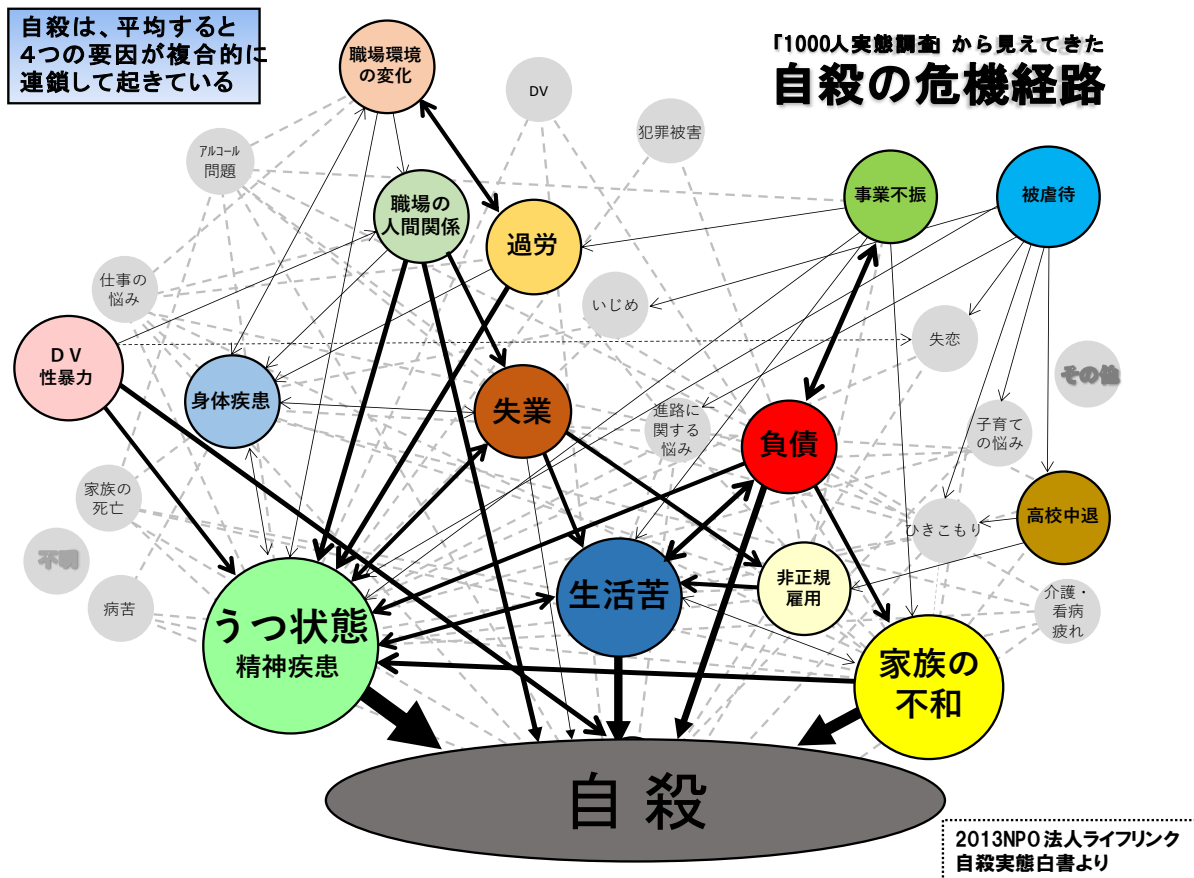 自殺は、平均すると
4つの要因が複合的に
連鎖して起きている
「1000人実態調査」から見えてきた
自殺の危機経路
職場環境
の変化
DV
犯罪被害
ｱﾙｺｰﾙ
問題
職場の
人間関係
過労
事業不振
被虐待
仕事の
悩み
いじめ
失恋
ＤＶ
性暴力
その他
身体疾患
失業
進路に
関する
悩み
負債
子育て
の悩み
家族の
死亡
高校中退
ひきこもり
不明
病苦
うつ状態
精神疾患
生活苦
非正規
雇用
介護・
看病
疲れ
家族の
不和
自 殺
2013NPO法人ライフリンク
自殺実態白書より